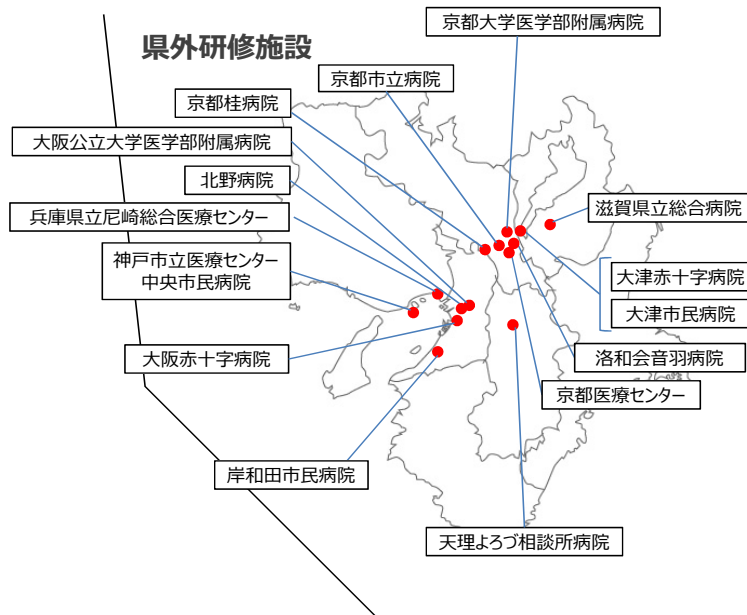 京都大学医学部附属病院
県外研修施設
京都市立病院
京都桂病院
大阪公立大学医学部附属病院
北野病院
兵庫県立尼崎総合医療センター
神戸市立医療センター
中央市民病院
大阪赤十字病院
岸和田市民病院
滋賀県立総合病院
大津赤十字病院
大津市民病院
洛和会音羽病院
京都医療センター
天理よろづ相談所病院